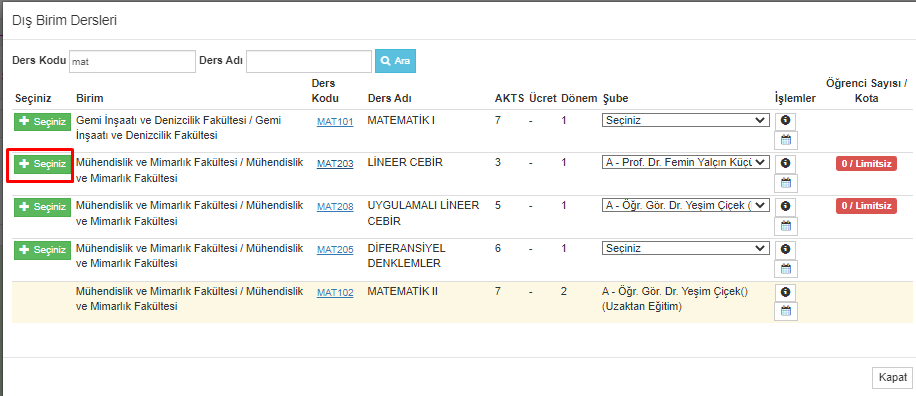 Dış Birim Dersleri
Ders Kodu mat Ders Adı Ara
Seçiniz Birim Ders Kodu Ders Adı AKTS Ücret Dönem Şube İşlemler Öğrenci Sayısı / Kota
Seçiniz Gemi İnşaatı ve Denizcilik Fakültesi / Gemi MAT101 MATEMATİK I 7 - 1 Seçiniz
İnşaatı ve Denizcilik Fakültesi
Seçiniz Mühendislik ve Mimarlık Fakültesi / Mühendislik MAT203 LİNEER CEBİR 3 - 1 A - Prof. Dr. Femin Yalçın Küçü 0 / Limitsiz
ve Mimarlık Fakültesi
Seçiniz Mühendislik ve Mimarlık Fakültesi / Mühendislik MAT208 UYGULAMALI LİNEER 5 - 1 A - Öğr. Gör. Dr. Yeşim Çiçek ( 0 / Limitsiz
ve Mimarlık Fakültesi CEBİR
Seçiniz Mühendislik ve Mimarlık Fakültesi / Mühendislik MAT205 DİFERANSİYEL 6 - 1 Seçiniz
ve Mimarlık Fakültesi DENKLEMLER
Mühendislik ve Mimarlık Fakültesi / Mühendislik MAT102 MATEMATİK II 7 - 2 A - Öğr. Gör. Dr. Yeşim Çiçek()
ve Mimarlık Fakültesi (Uzaktan Eğitim)
Kapat